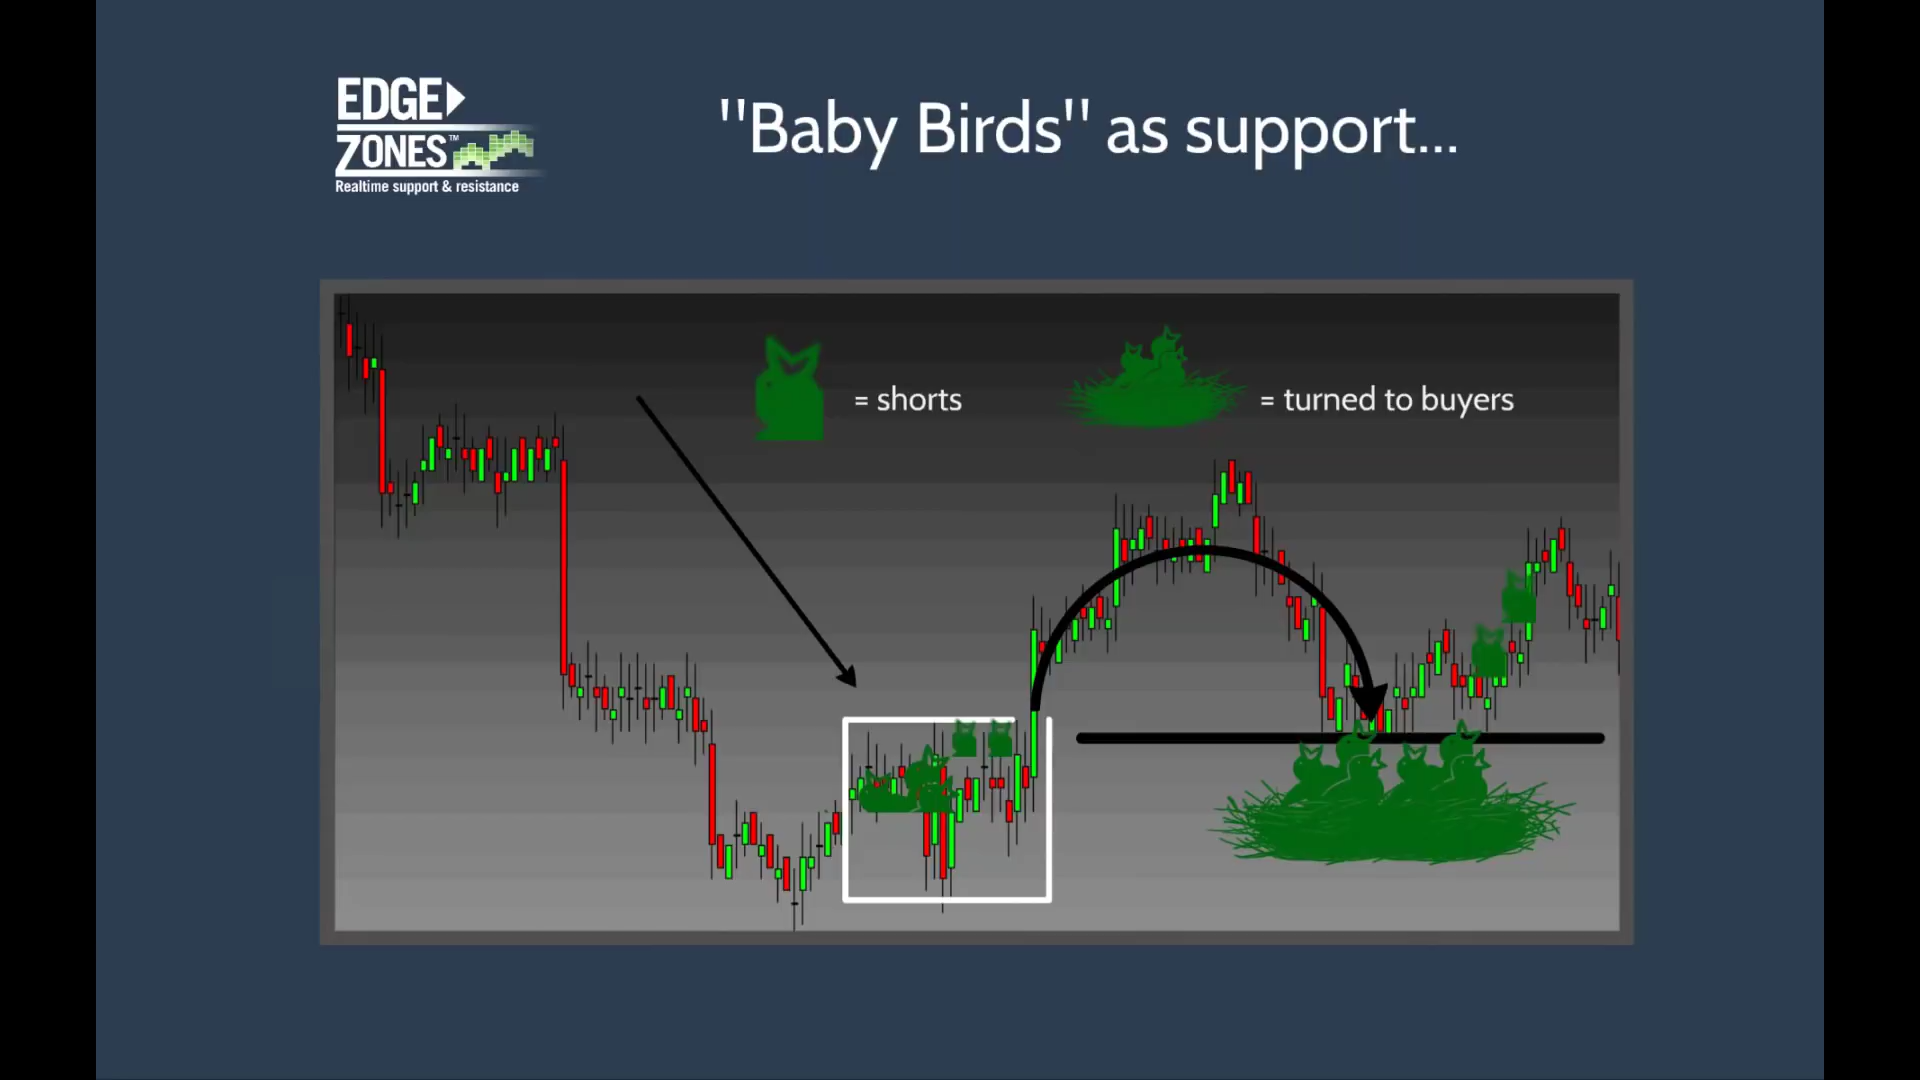 EDGE
ZONES™
Realtime support & resistance
"Baby Birds" as support...
= shorts
= turned to buyers